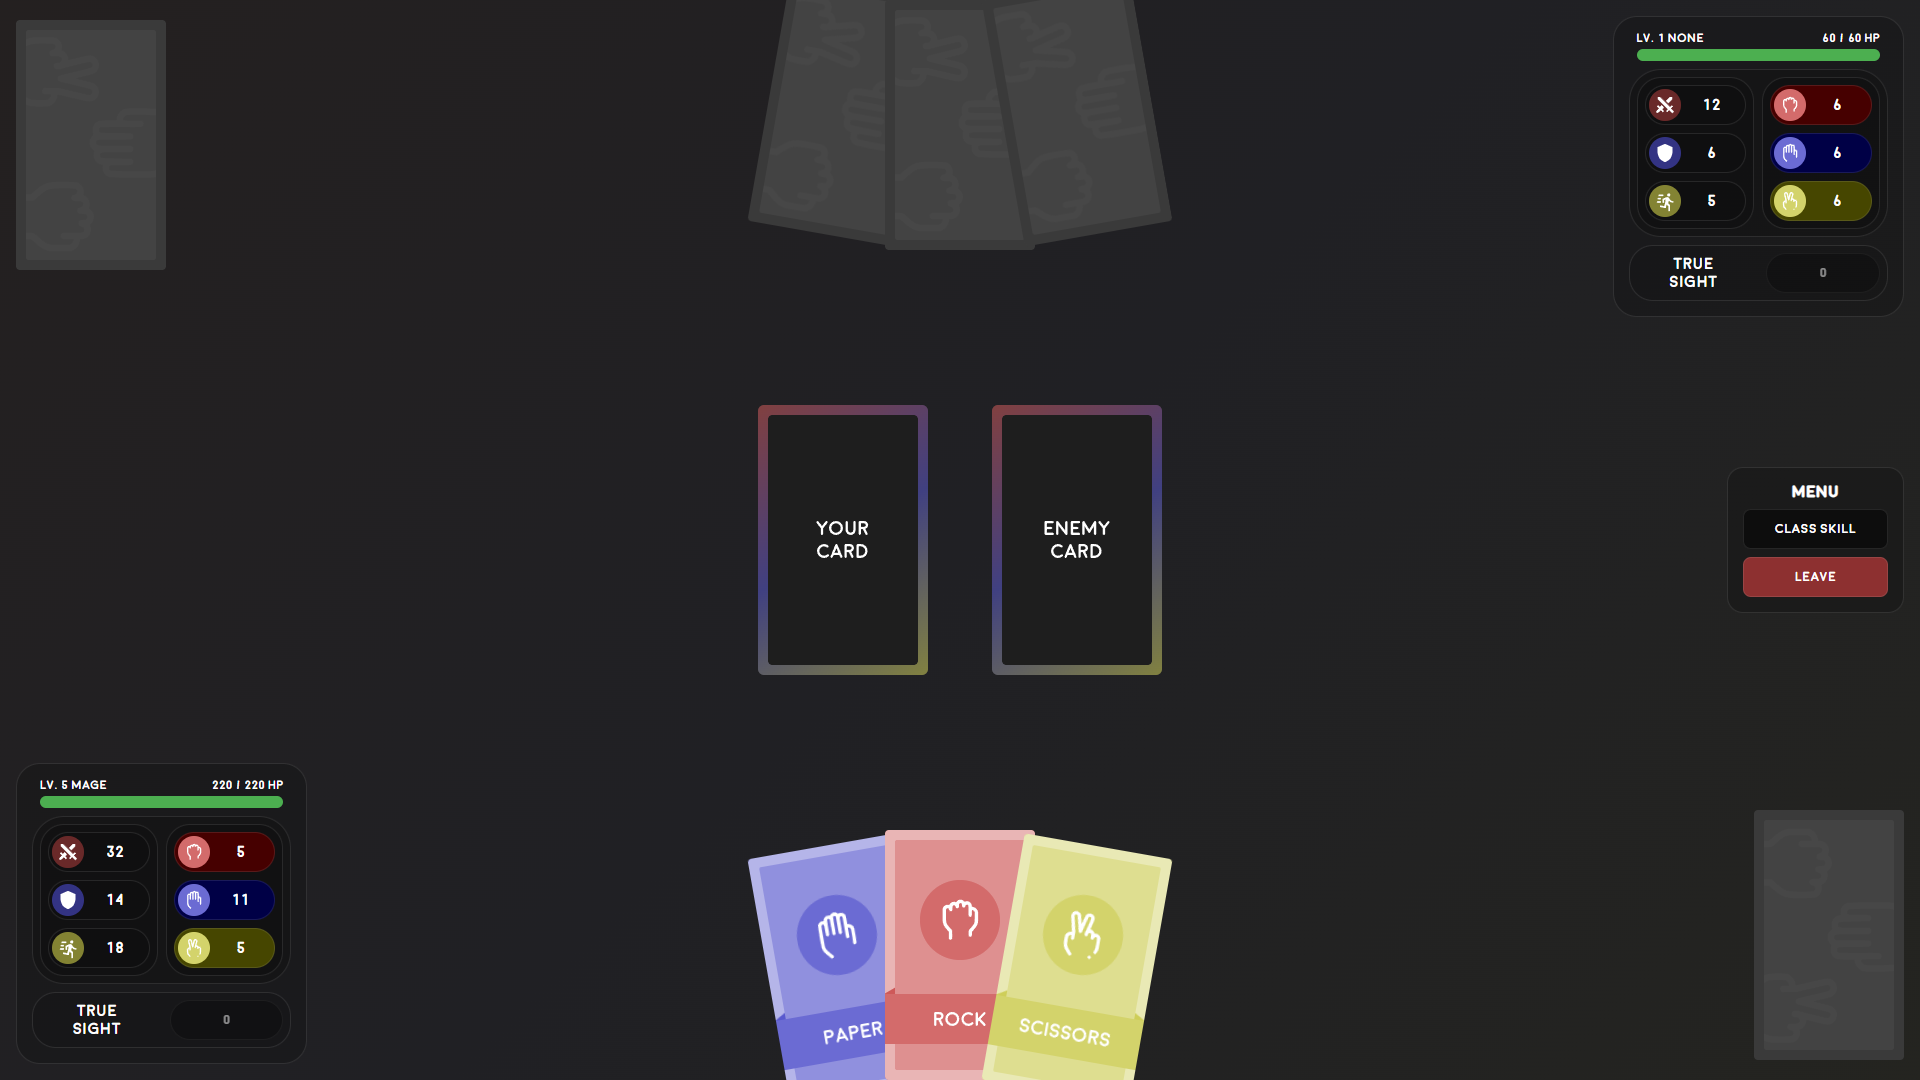 LV. 1 NONE 60 / 60 HP
12 6
6 6
5 6
TRUE
SIGHT
0
YOUR
CARD
ENEMY
CARD
MENU
CLASS SKILL
LEAVE
LV. 5 MAGE 220 / 220 HP
32 5
14 11
18 5
TRUE
SIGHT
0
PAPER
ROCK
SCISSORS